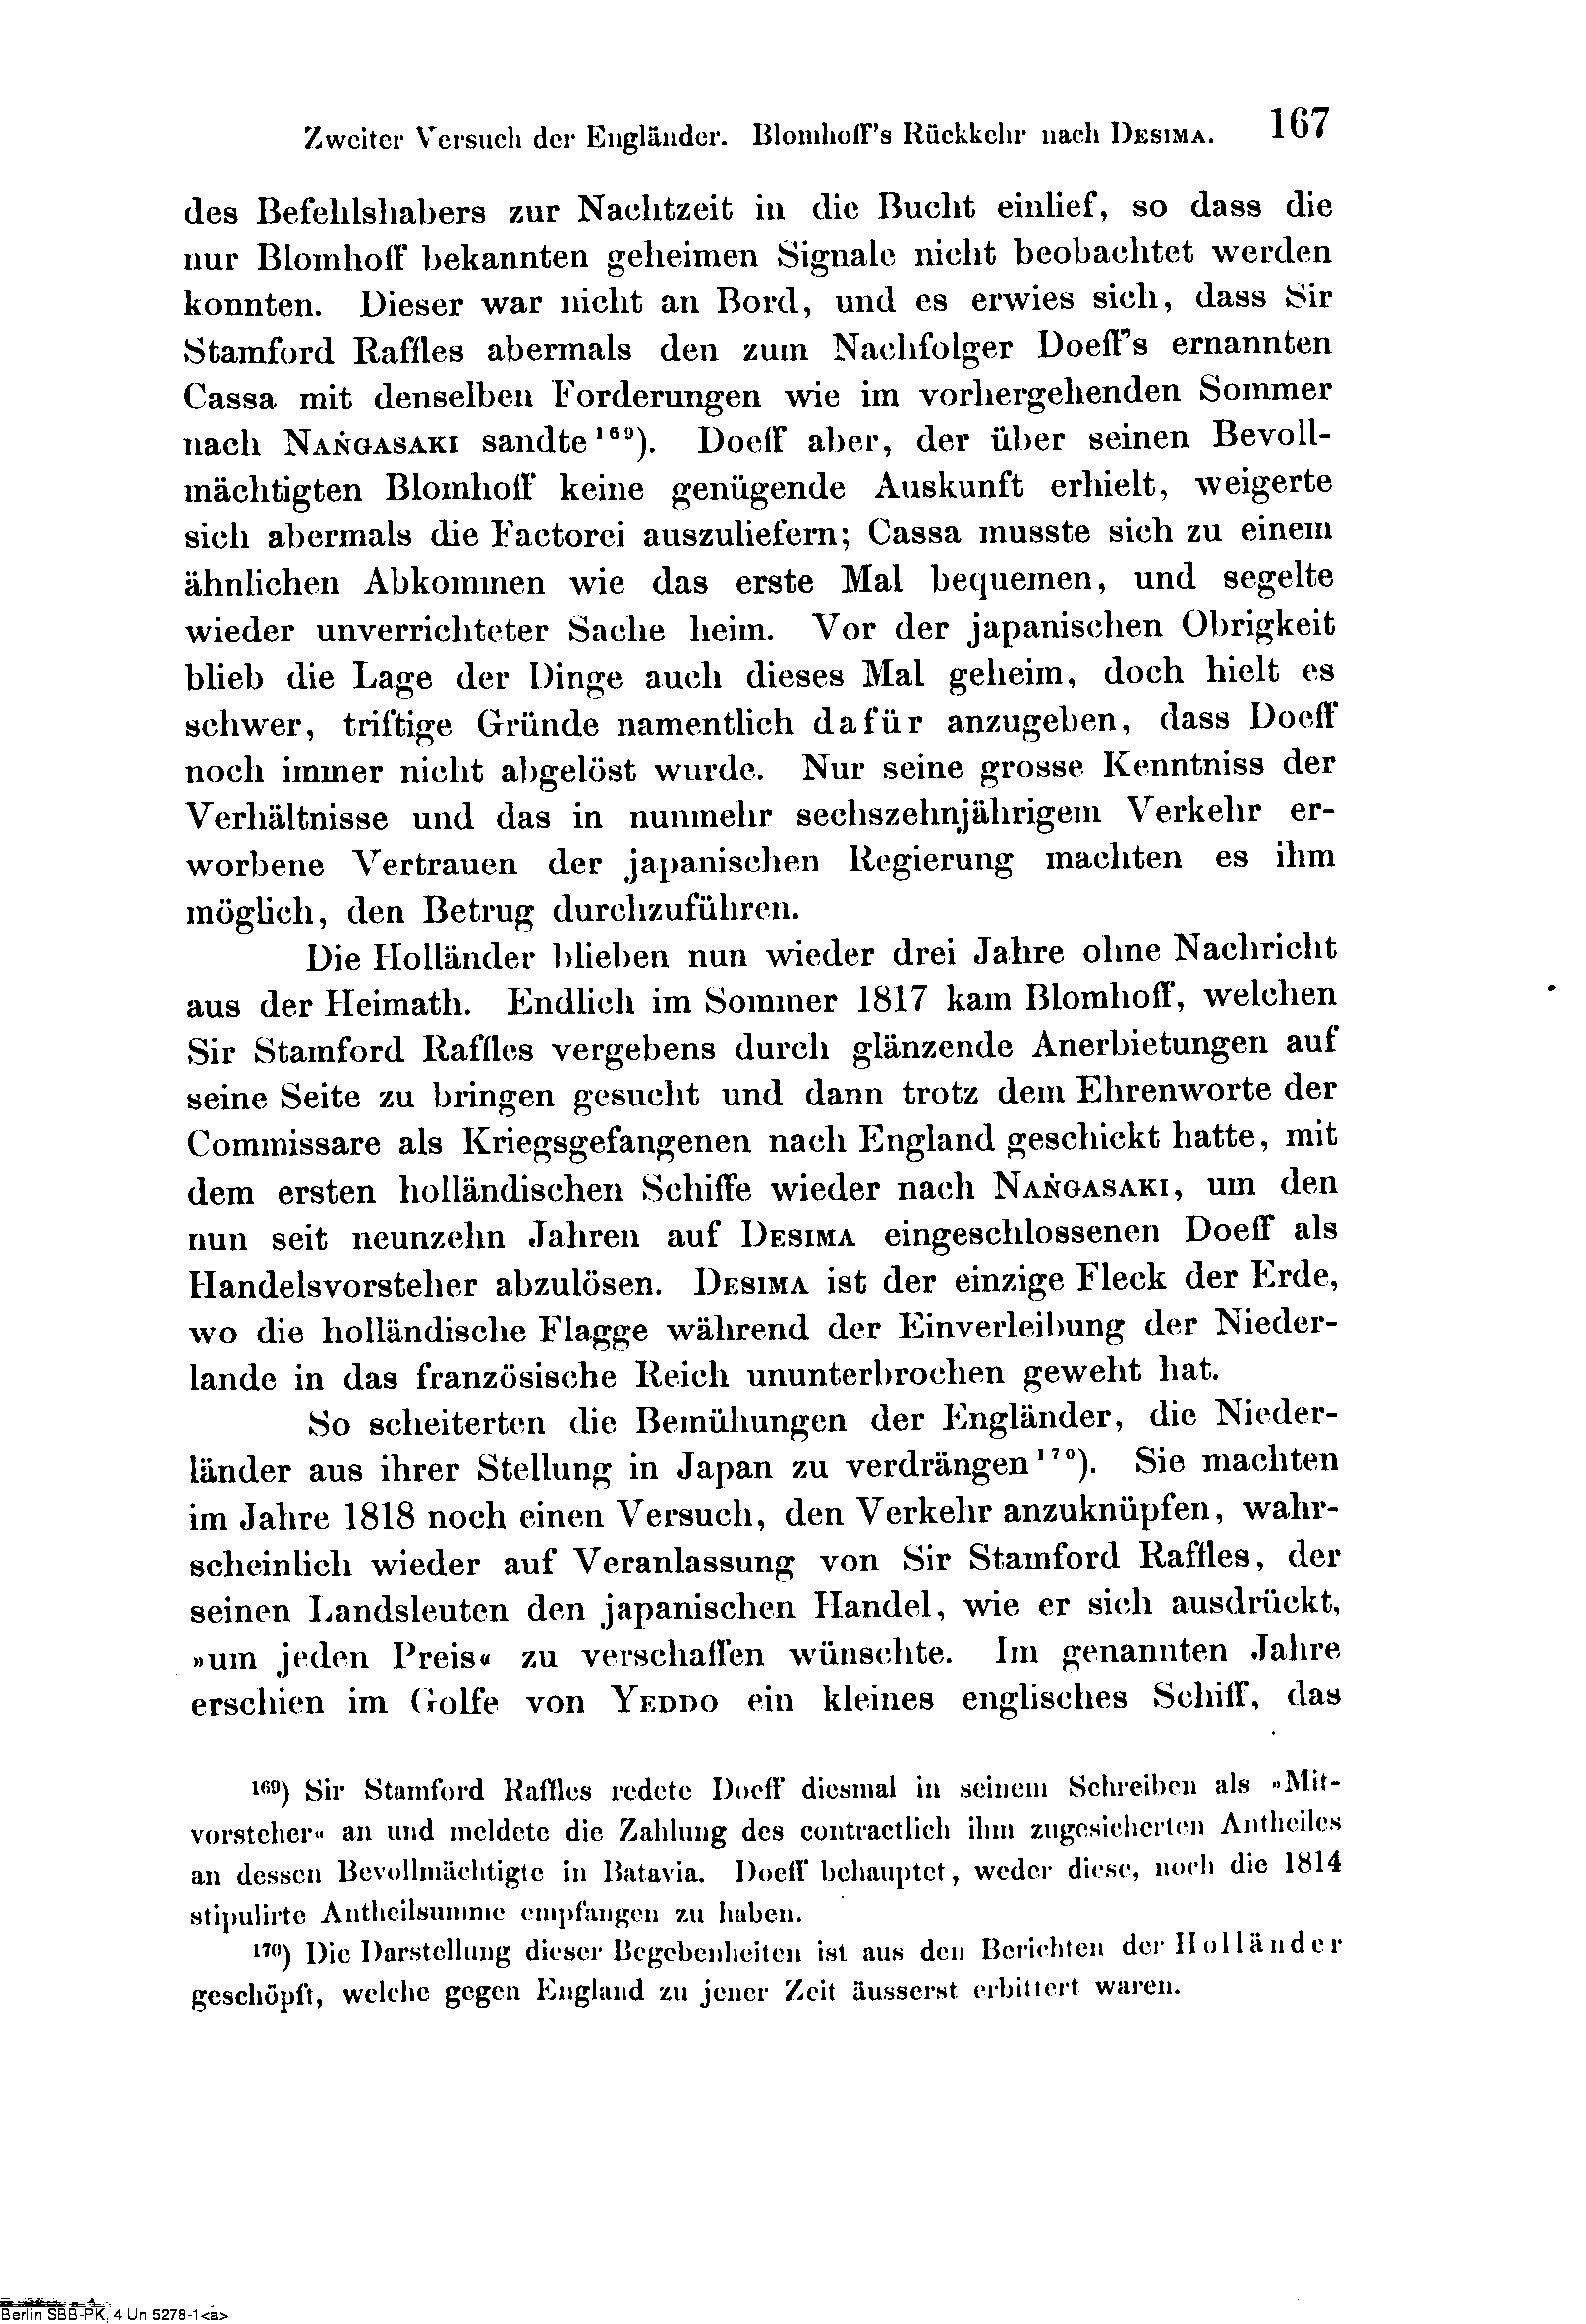 Zweiter Versuch der Engländer. Blomhoff's Rückkehr nach DESIMA. 167
des Befehlshabers zur Nachtzeit in die Bucht einlief, so dass die
nur Blomhoff bekannten geheimen Signale nicht beobachtet werden
konnten. Dieser war nicht an Bord, und es erwies sich, dass Sir
Stamford Raffles abermals den zum Nachfolger Doeff's ernannten
Cassa mit denselben Forderungen wie im vorhergehenden Sommer
nach NAṄGASAKI sandte¹⁶⁹). Doeff aber, der über seinen Bevoll-
mächtigten Blomhoff keine genügende Auskunft erhielt, weigerte
sich abermals die Factorei auszuliefern; Cassa musste sich zu einem
ähnlichen Abkommen wie das erste Mal bequemen, und segelte
wieder unverrichteter Sache heim. Vor der japanischen Obrigkeit
blieb die Lage der Dinge auch dieses Mal geheim, doch hielt es
schwer, triftige Gründe namentlich dafür anzugeben, dass Doeff
noch immer nicht abgelöst wurde. Nur seine grosse Kenntniss der
Verhältnisse und das in nunmehr sechszehnjährigem Verkehr er-
worbene Vertrauen der japanischen Regierung machten es ihm
möglich, den Betrug durchzuführen.
Die Holländer blieben nun wieder drei Jahre ohne Nachricht
aus der Heimath. Endlich im Sommer 1817 kam Blomhoff, welchen
Sir Stamford Raffles vergebens durch glänzende Anerbietungen auf
seine Seite zu bringen gesucht und dann trotz dem Ehrenworte der
Commissare als Kriegsgefangenen nach England geschickt hatte, mit
dem ersten holländischen Schiffe wieder nach NAṄGASAKI, um den
nun seit neunzehn Jahren auf DESIMA eingeschlossenen Doeff als
Handelsvorsteher abzulösen. DESIMA ist der einzige Fleck der Erde,
wo die holländische Flagge während der Einverleibung der Nieder-
lande in das französische Reich ununterbrochen geweht hat.
So scheiterten die Bemühungen der Engländer, die Nieder-
länder aus ihrer Stellung in Japan zu verdrängen¹⁷⁰). Sie machten
im Jahre 1818 noch einen Versuch, den Verkehr anzuknüpfen, wahr-
scheinlich wieder auf Veranlassung von Sir Stamford Raffles, der
seinen Landsleuten den japanischen Handel, wie er sich ausdrückt,
»um jeden Preis« zu verschaffen wünschte. Im genannten Jahre
erschien im Golfe von YEDDO ein kleines englisches Schiff, das
¹⁶⁹) Sir Stamford Raffles redete Doeff diesmal in seinem Schreiben als »Mit-
vorsteher« an und meldete die Zahlung des contractlich ihm zugesicherten Antheiles
an dessen Bevollmächtigte in Batavia. Doeff behauptet, weder diese, noch die 1814
stipulirte Antheilsumme empfangen zu haben.
¹⁷⁰) Die Darstellung dieser Begebenheiten ist aus den Berichten der Holländer
geschöpft, welche gegen England zu jener Zeit äusserst erbittert waren.
Berlin SBB-PK, 4 Un 5278-1<a>